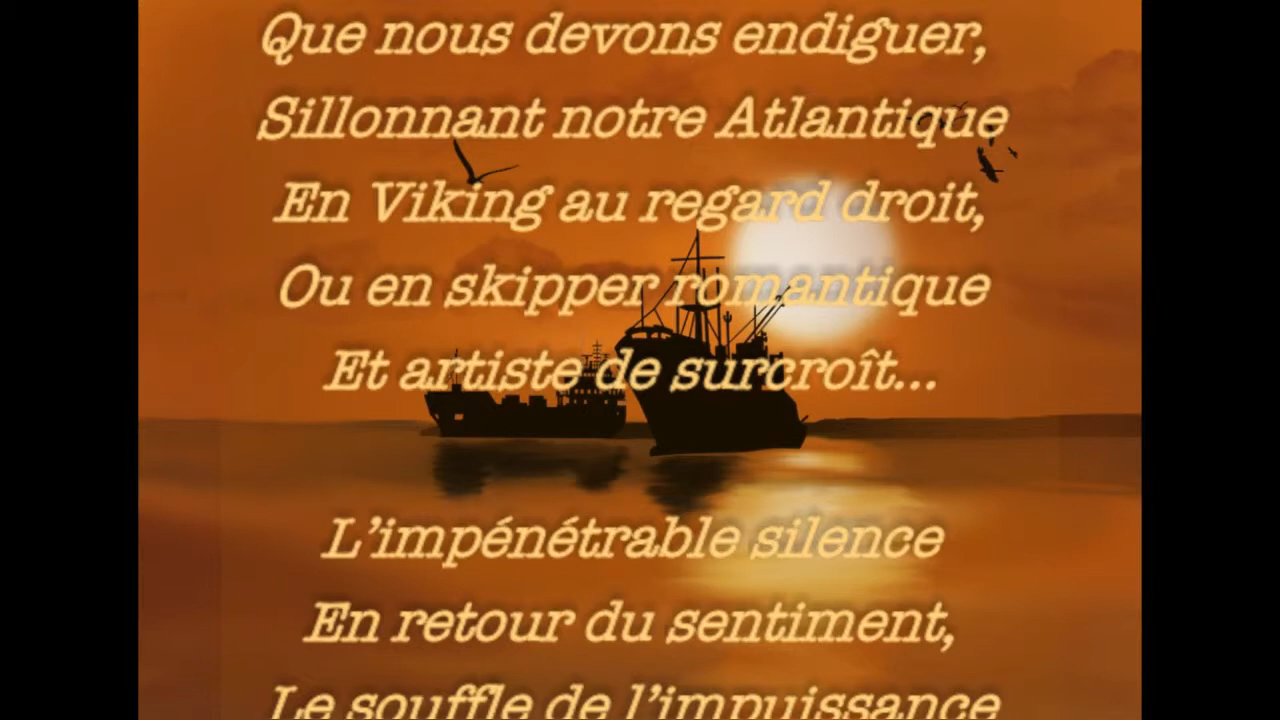 Que nous devons endiguer,
Sillonnant notre Atlantique
En Viking au regard droit,
Ou en skipper romantique
Et artiste de surcroît...
L'impénétrable silence
En retour du sentiment,
Le souffle de l'impuissance